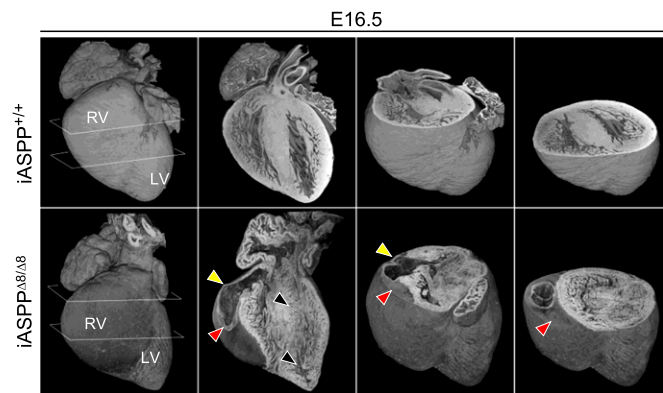 E16.5
iASPP+/+
RV
LV
iASPPΔ8/Δ8
RV
LV